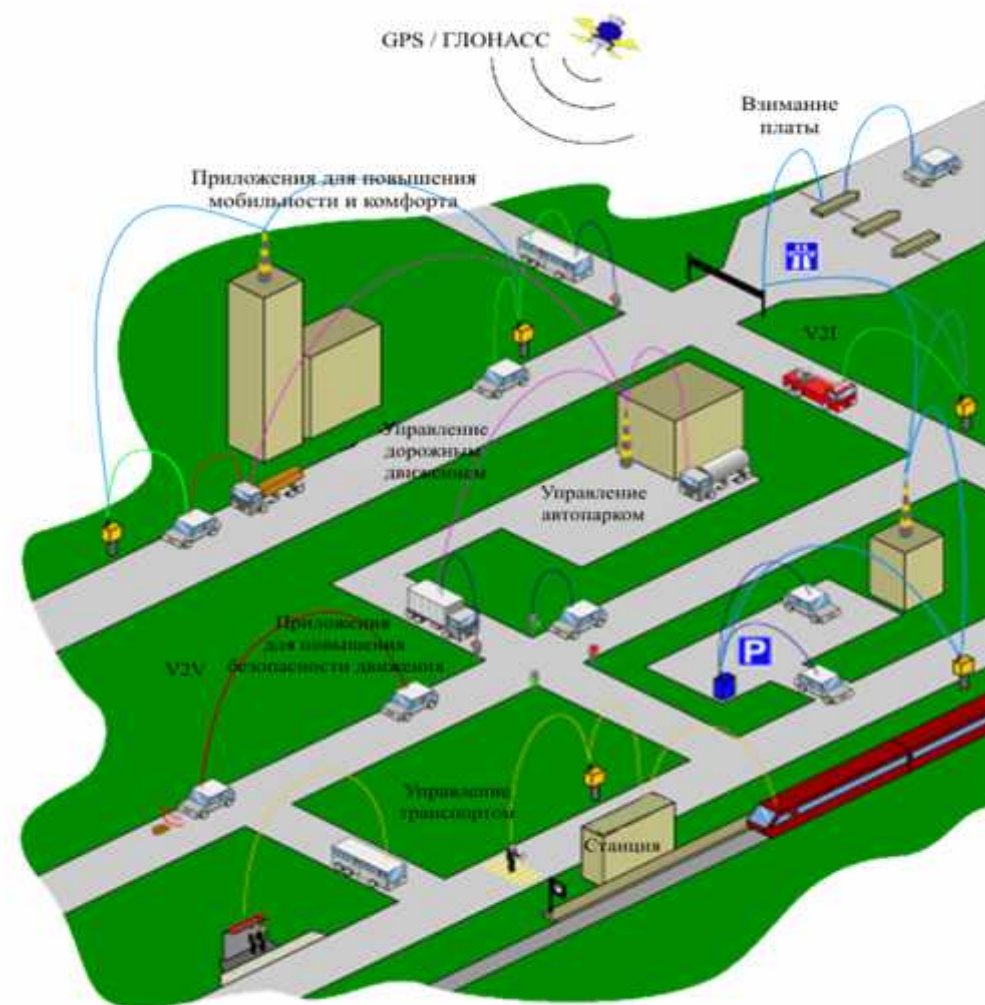 GPS / ГЛОНАСС
Взимание
платы
Приложения для повышения
мобильности и комфорта
V2I
Управление
дорожным
движением
Управление
автопарком
Приложения
для повышения
безопасности движения
V2V
P
Управление
транспортом
Станция